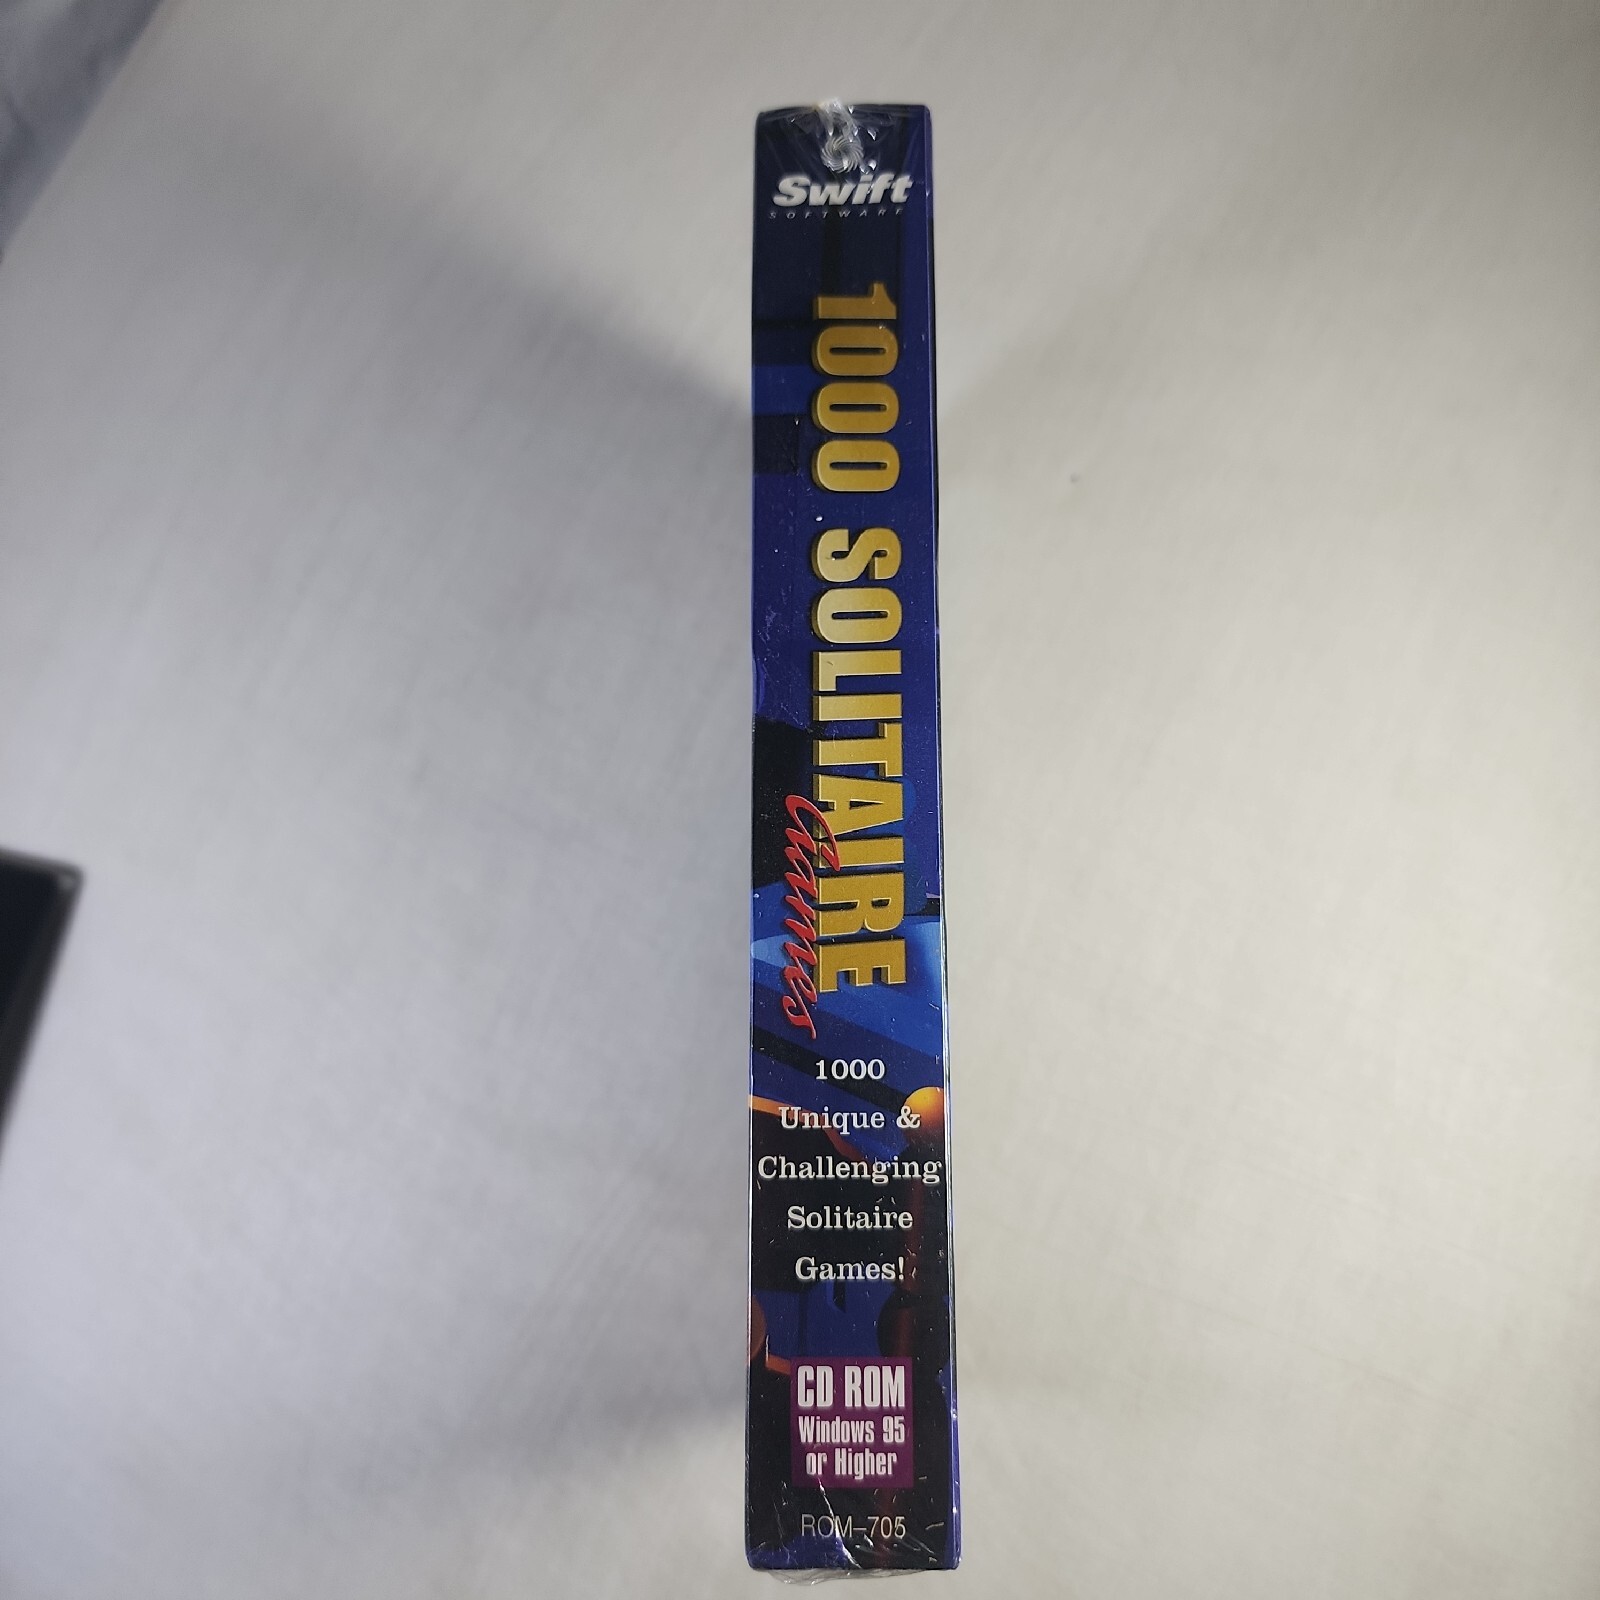 Swift
SOFTWARE
1000 SOLITAIRE
Games
1000
Unique &
Challenging
Solitaire
Games!
CD ROM
Windows 95
or Higher
ROM-705